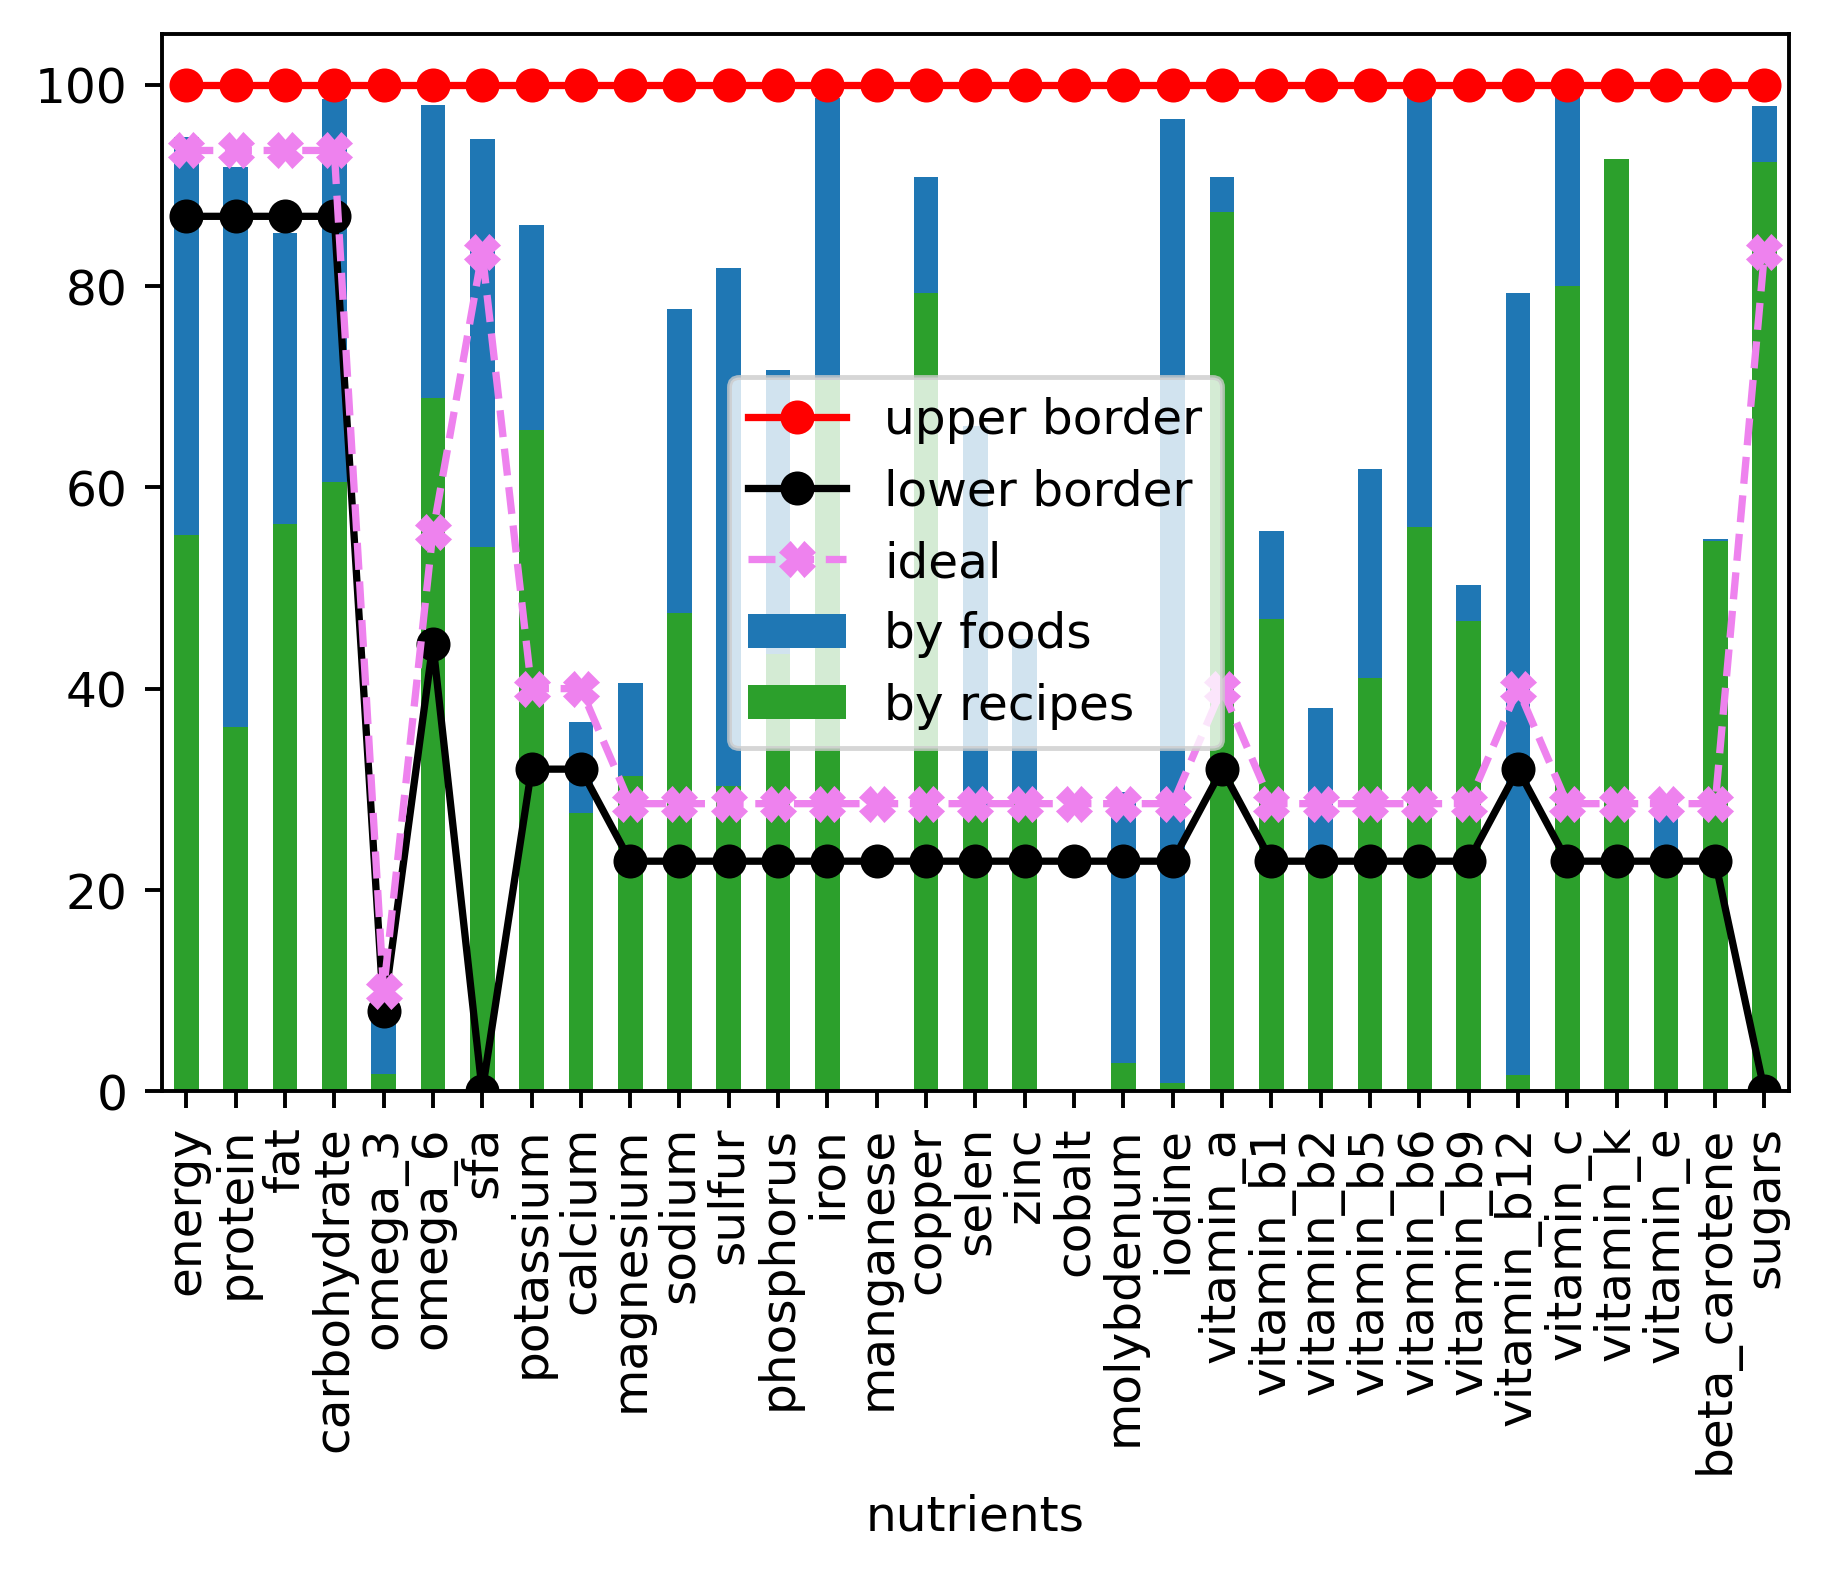 100
80
60
40
20
0
upper border
lower border
ideal
by foods
by recipes
energy
protein
fat
carbohydrate
omega_3
omega_6
sfa
potassium
calcium
magnesium
sodium
sulfur
phosphorus
iron
manganese
copper
selen
zinc
cobalt
molybdenum
iodine
vitamin_a
vitamin_b1
vitamin_b2
vitamin_b5
vitamin_b6
vitamin_b9
vitamin_b12
vitamin_c
vitamin_k
vitamin_e
beta_carotene
sugars
nutrients